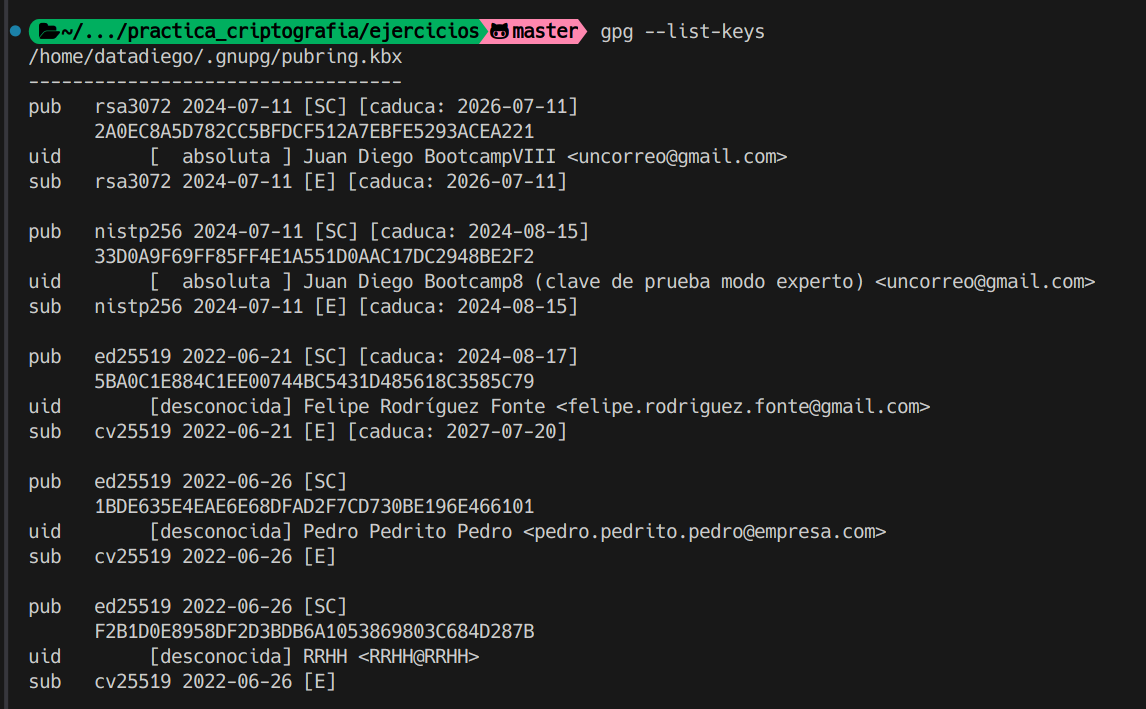 ~/.../practica_criptografia/ejercicios master gpg --list-keys
/home/datadiego/.gnupg/pubring.kbx
----------------------------------
pub   rsa3072 2024-07-11 [SC] [caduca: 2026-07-11]
      2A0EC8A5D782CC5BFDCF512A7EBFE5293ACEA221
uid        [  absoluta ] Juan Diego BootcampVIII <uncorreo@gmail.com>
sub   rsa3072 2024-07-11 [E] [caduca: 2026-07-11]

pub   nistp256 2024-07-11 [SC] [caduca: 2024-08-15]
      33D0A9F69FF85FF4E1A551D0AAC17DC2948BE2F2
uid        [  absoluta ] Juan Diego Bootcamp8 (clave de prueba modo experto) <uncorreo@gmail.com>
sub   nistp256 2024-07-11 [E] [caduca: 2024-08-15]

pub   ed25519 2022-06-21 [SC] [caduca: 2024-08-17]
      5BA0C1E884C1EE00744BC5431D485618C3585C79
uid        [desconocida] Felipe Rodríguez Fonte <felipe.rodriguez.fonte@gmail.com>
sub   cv25519 2022-06-21 [E] [caduca: 2027-07-20]

pub   ed25519 2022-06-26 [SC]
      1BDE635E4EAE6E68DFAD2F7CD730BE196E466101
uid        [desconocida] Pedro Pedrito Pedro <pedro.pedrito.pedro@empresa.com>
sub   cv25519 2022-06-26 [E]

pub   ed25519 2022-06-26 [SC]
      F2B1D0E8958DF2D3BDB6A1053869803C684D287B
uid        [desconocida] RRHH <RRHH@RRHH>
sub   cv25519 2022-06-26 [E]